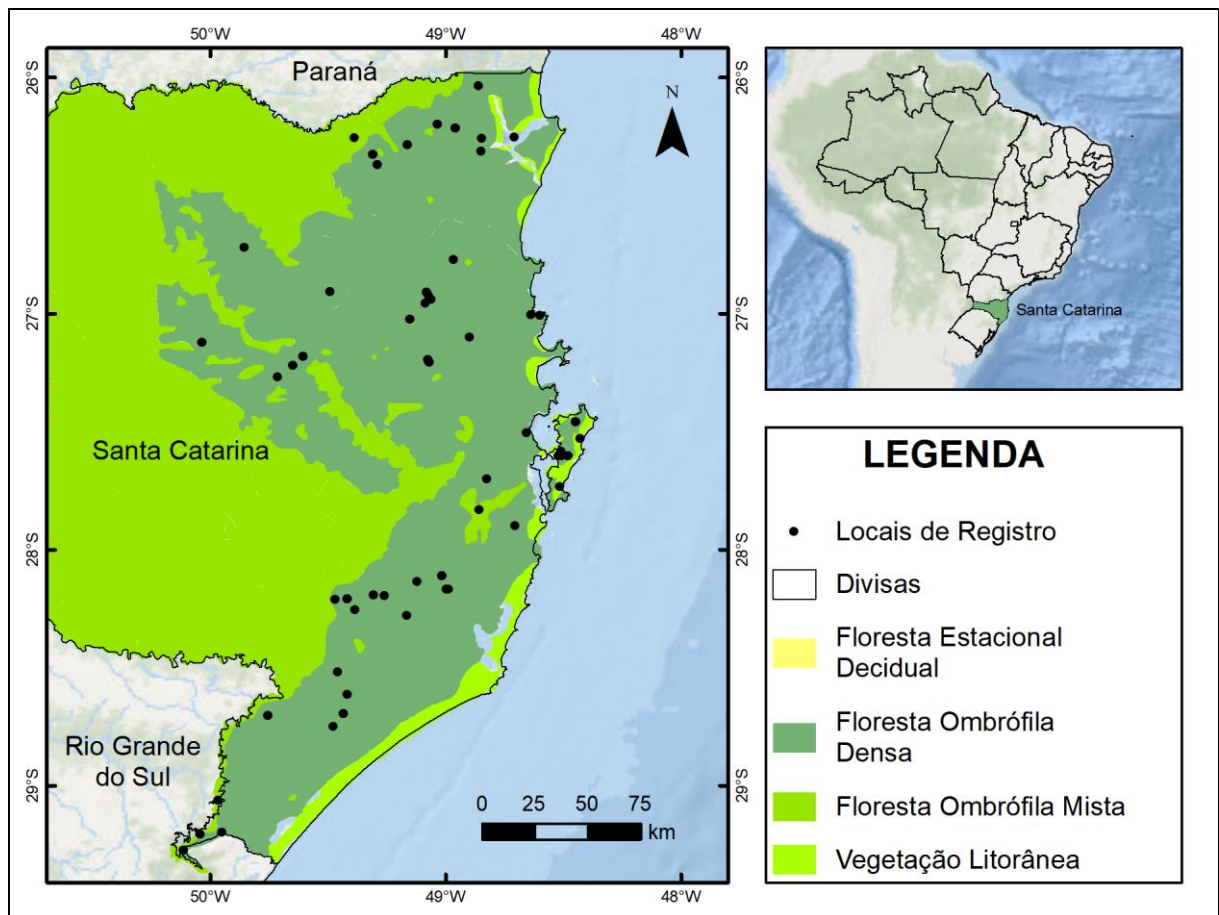 50°W
49°W
48°W
26°S
27°S
28°S
29°S
26°S
27°S
28°S
29°S
Paraná
N
Santa Catarina
Rio Grande
do Sul
0 25 50 75
km
50°W
49°W
48°W
Santa Catarina
LEGENDA
Locais de Registro
Divisas
Floresta Estacional
Decidual
Floresta Ombrófila
Densa
Floresta Ombrófila Mista
Vegetação Litorânea